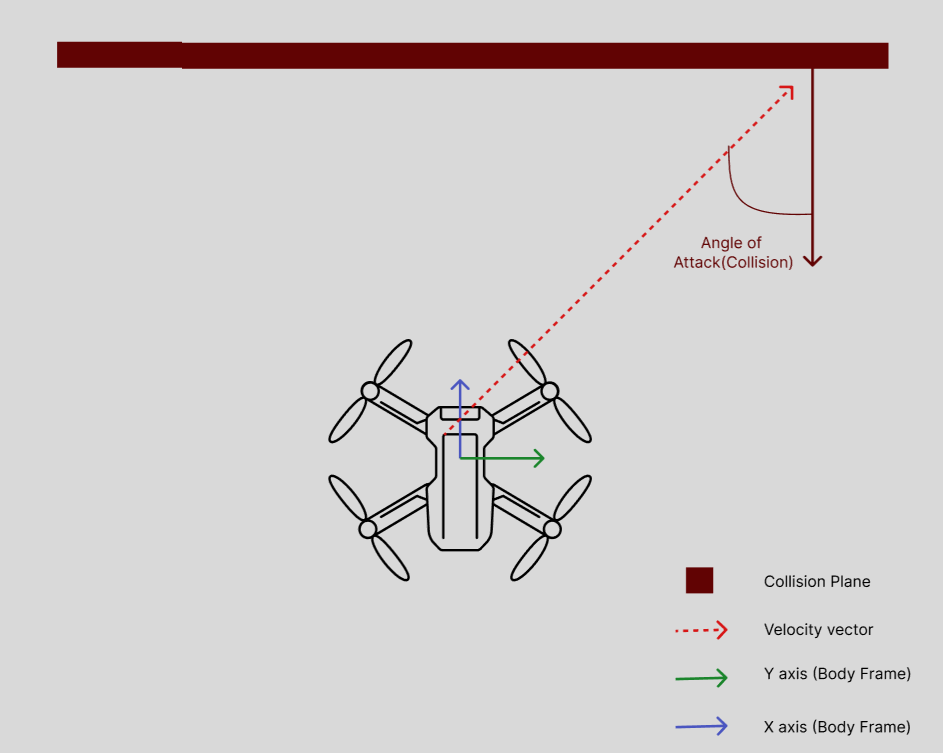 Angle of
Attack(Collision)
Collision Plane
Velocity vector
Y axis (Body Frame)
X axis (Body Frame)